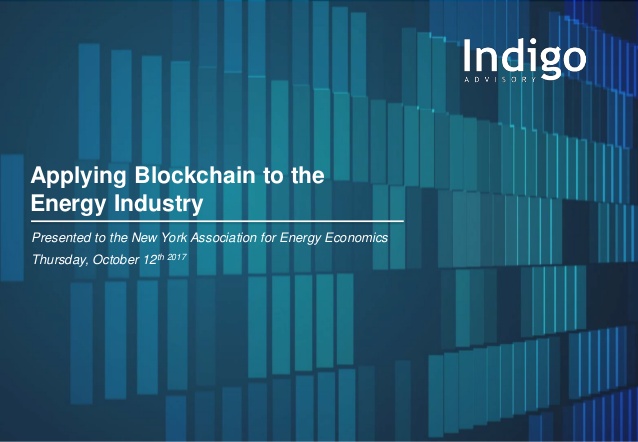 Indigo
ADVISORY
Applying Blockchain to the
Energy Industry
Presented to the New York Association for Energy Economics
Thursday, October 12th 2017